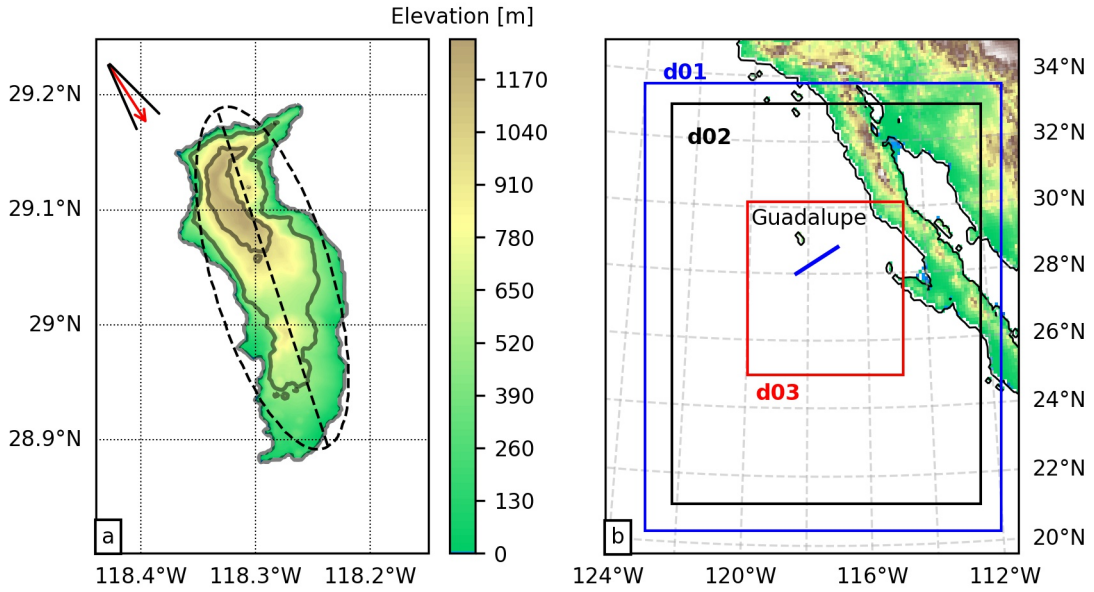 Elevation [m]
29.2°N
29.1°N
29°N
28.9°N
118.4°W
118.3°W
118.2°W
a
1170
1040
910
780
650
520
390
260
130
0
d01
d02
Guadalupe
d03
b
34°N
32°N
30°N
28°N
26°N
24°N
22°N
20°N
124°W
120°W
116°W
112°W